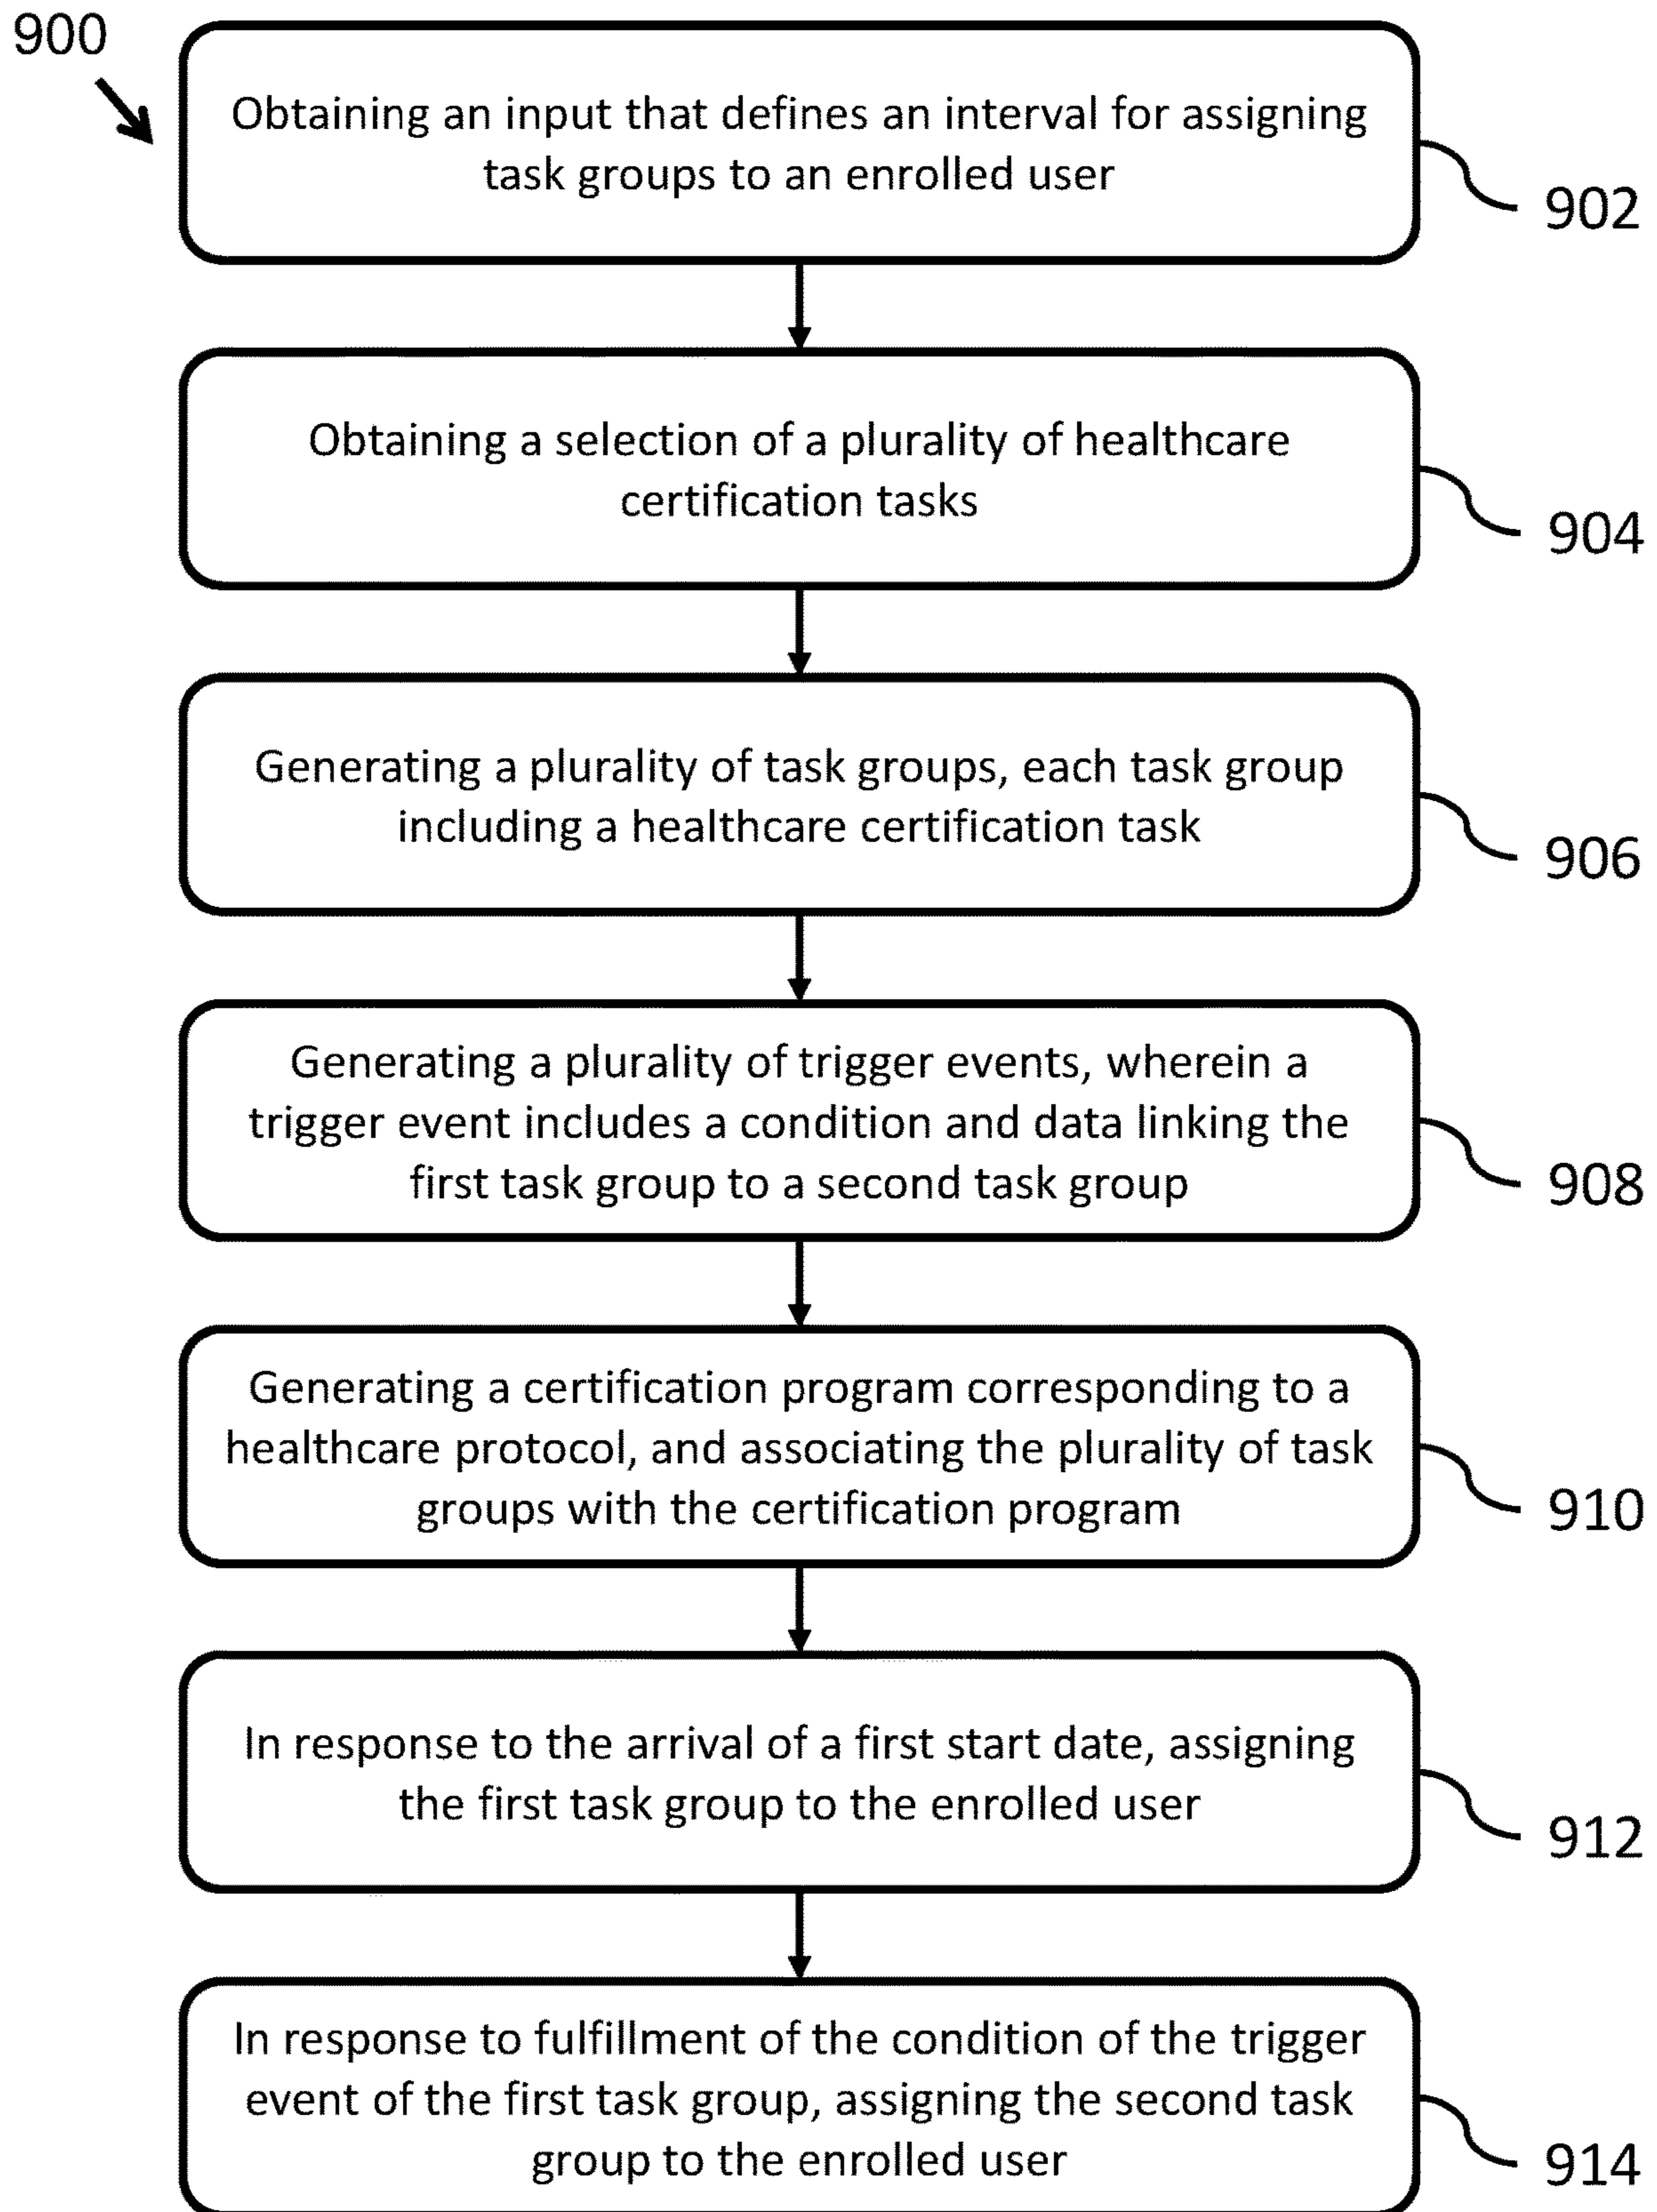 900
Obtaining an input that defines an interval for assigning
task groups to an enrolled user
902
Obtaining a selection of a plurality of healthcare
certification tasks
904
Generating a plurality of task groups, each task group
including a healthcare certification task
906
Generating a plurality of trigger events, wherein a
trigger event includes a condition and data linking the
first task group to a second task group
908
Generating a certification program corresponding to a
healthcare protocol, and associating the plurality of task
groups with the certification program
910
In response to the arrival of a first start date, assigning
the first task group to the enrolled user
912
In response to fulfillment of the condition of the trigger
event of the first task group, assigning the second task
group to the enrolled user
914